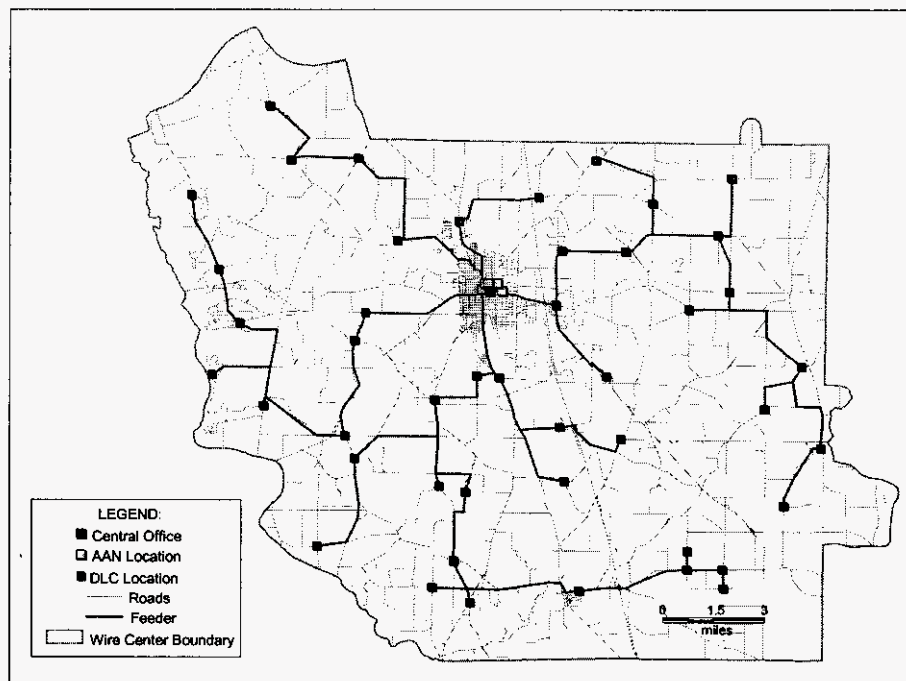 LEGEND:
Central Office
AAN Location
DLC Location
Roads
Feeder
Wire Center Boundary
0 1.5 3
miles